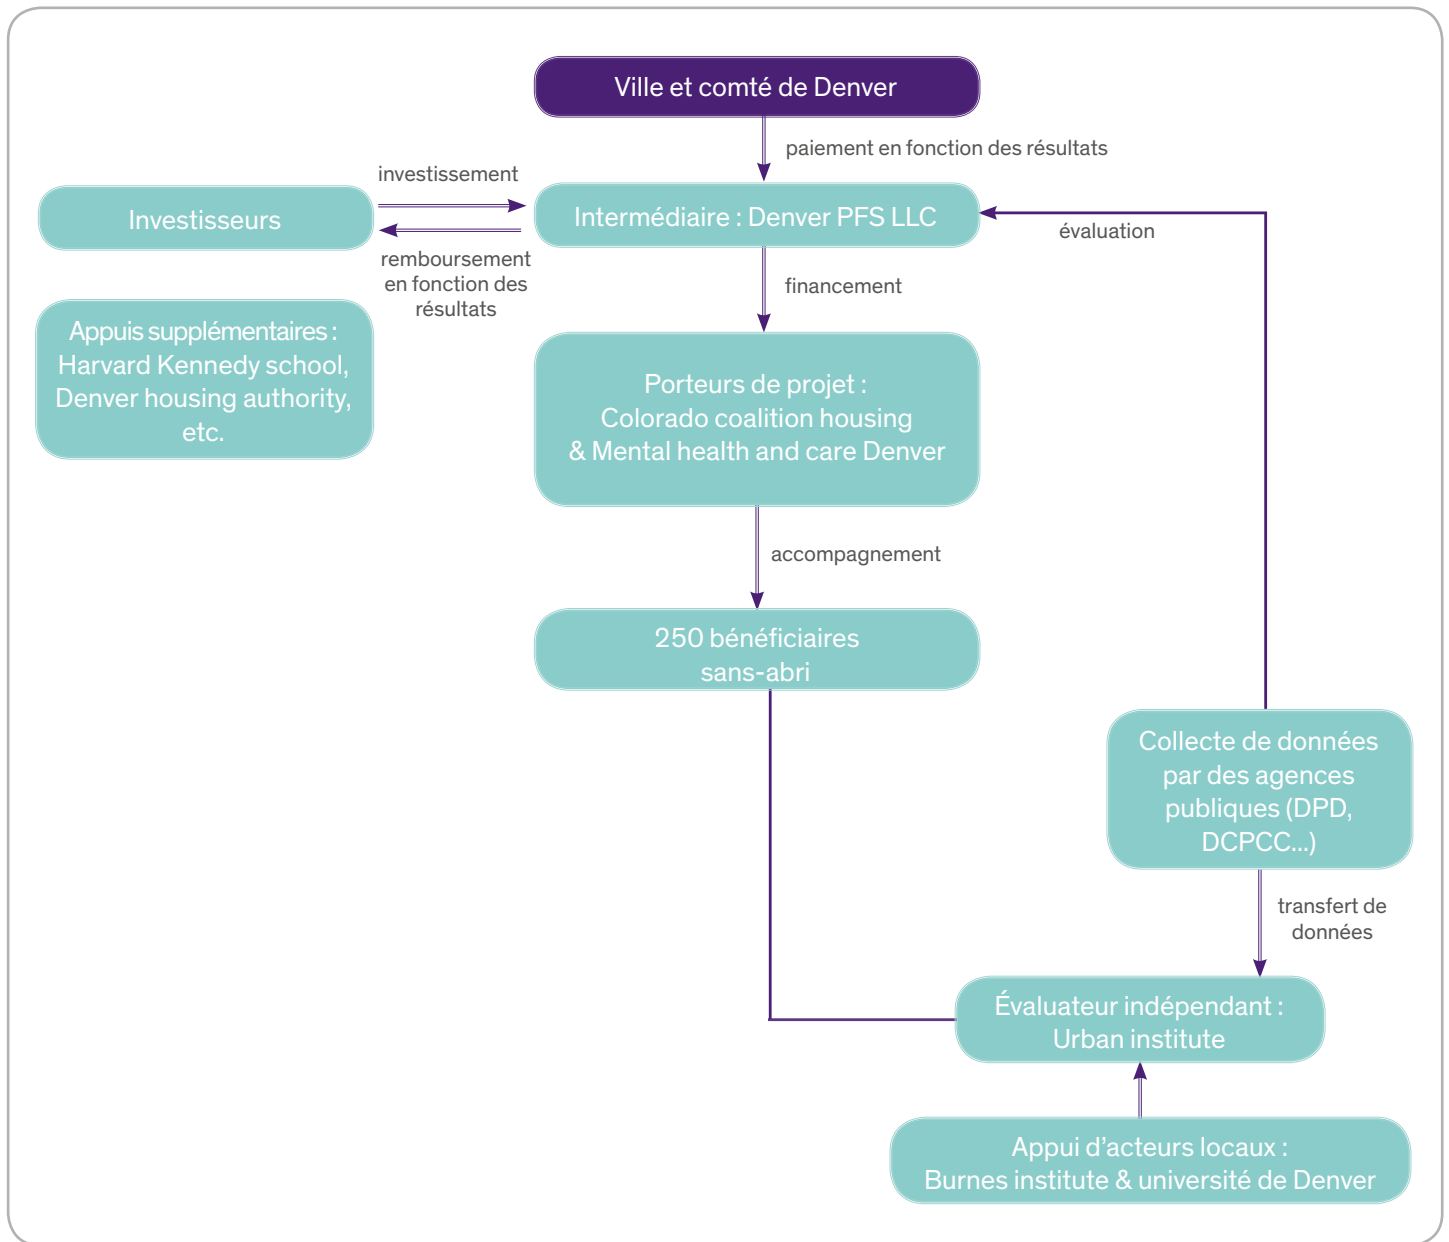 Ville et comté de Denver
paiement en fonction des résultats
investissement
Investisseurs
Intermédiaire : Denver PFS LLC
évaluation
remboursement
en fonction des
résultats
financement
Appuis supplémentaires :
Harvard Kennedy school,
Denver housing authority,
etc.
Porteurs de projet :
Colorado coalition housing
& Mental health and care Denver
accompagnement
250 bénéficiaires
sans-abri
Collecte de données
par des agences
publiques (DPD,
DCPCC...)
transfert de
données
Évaluateur indépendant :
Urban institute
Appui d'acteurs locaux :
Burnes institute & université de Denver